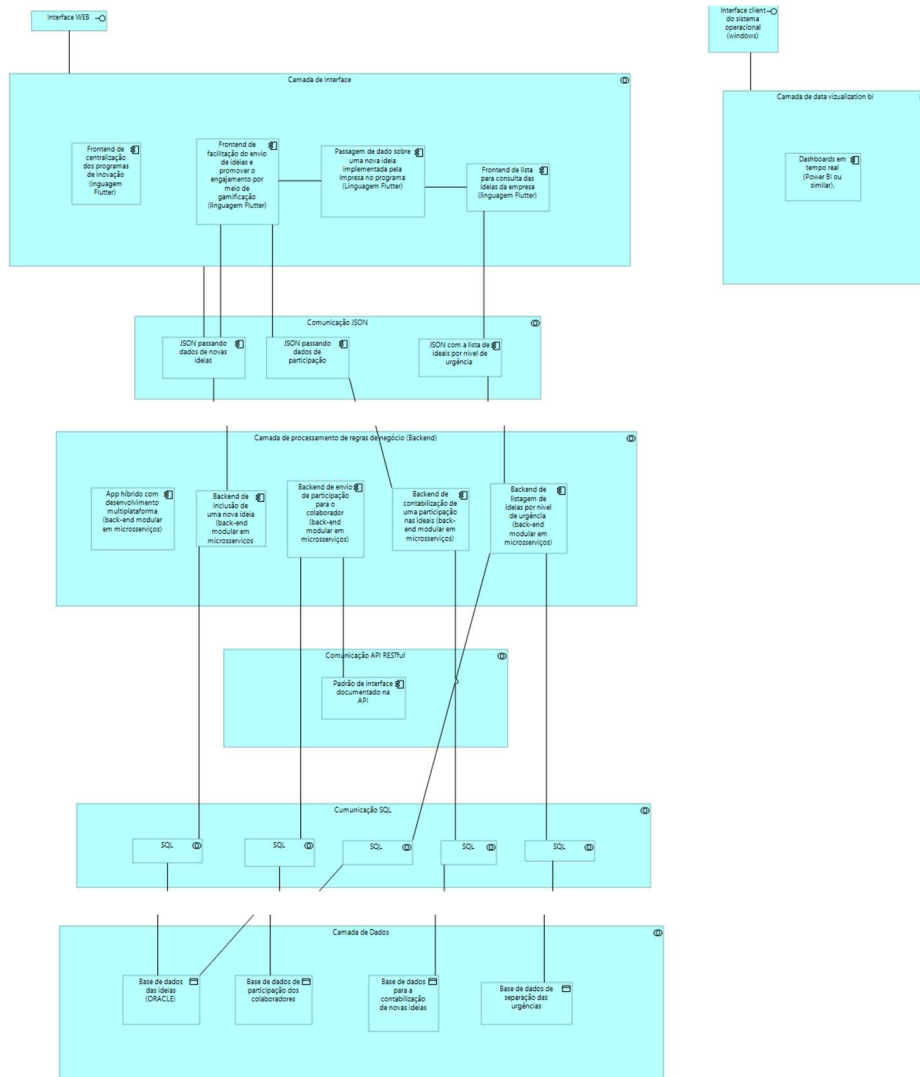 Interface WEB
Interface client
do sistema
operacional
(windows)
Camada de interface
Frontend de
centralização
dos programas
de inovação
(inguagem
Flutter)
Frontend de
facilitação do envio
de ideias e
promover o
engajamento por
meio de
gamificação
(linguagem Flutter)
Passagem de dado sobre
uma nova ideia
implementada pela
impresa no programa
(Linguagem Flutter)
Frontend de lista
para consulta das
ideias da empresa
(linguagem Flutter)
Camada de data vizualization bi
Dashboards em
tempo real
(Power BI ou
similar).
Comunicação JSON
JSON passando
dados de novas
ideias
JSON passando
dados de
participação
JSON com a lista de
ideais por nivel de
urgência
Camada de processamento de regras de negócio (Backend)
App híbrido com
desenvolvimento
multiplataforma
(back-end modular
em microsserviços)
Backend de
inclusão de
uma nova ideia
(back-end
modular em
microsserviços
Backend de envio
de participação
para o
colaborador
(back-end
modular em
microsserviços)
Backend de
contabilização de
uma participação
nas ideais (back-
end modular em
microsserviços)
Backend de
listagem de
ideias por nivel
de urgência
(back-end
modular em
microsserviços)
Comunicação API RESTful
Padrão de interface
documentado na
API
Cumunicação SQL
SQL
SQL
SQL
SQL
SQL
Camada de Dados
Base de dados
das ideias
(ORACLE)
Base de dados de
participação dos
colaboradores
Base de dados
para a
contabilização
de novas ideias
Base de dados de
separação das
urgências